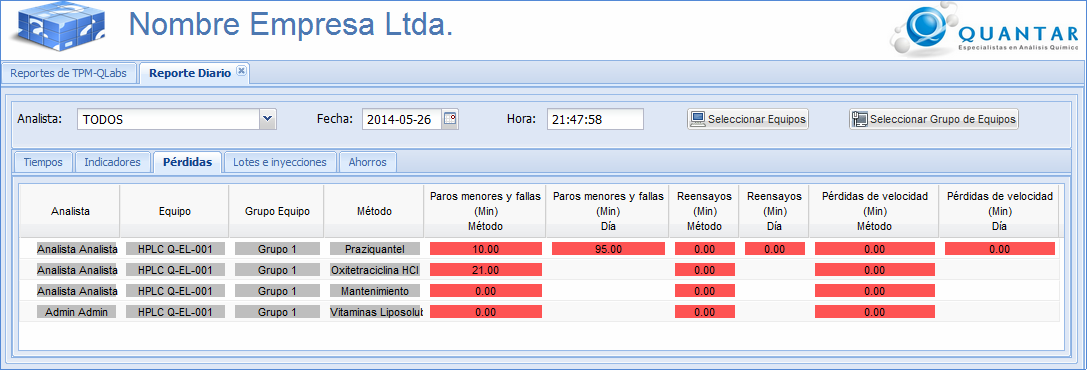 Nombre Empresa Ltda.
QUANTAR
Especialistas en Análisis Químico
Reportes de TPM-QLabs Reporte Diario
Analista: TODOS Fecha: 2014-05-26 Hora: 21:47:58 Seleccionar Equipos Seleccionar Grupo de Equipos
Tiempos Indicadores Pérdidas Lotes e inyecciones Ahorros
Paros menores y fallas Paros menores y fallas Reensayos Reensayos Pérdidas de velocidad Pérdidas de velocidad
Analista Equipo Grupo Equipo Método (Min) (Min) (Min) (Min) (Min) (Min)
Método Día Método Día Método Día
Analista Analista HPLC Q-EL-001 Grupo 1 Praziquantel 10.00 95.00 0.00 0.00 0.00 0.00
Analista Analista HPLC Q-EL-001 Grupo 1 Oxitetraciclina HCl 21.00 0.00 0.00
Analista Analista HPLC Q-EL-001 Grupo 1 Mantenimiento 0.00 0.00 0.00
Admin Admin HPLC Q-EL-001 Grupo 1 Vitaminas Liposolub 0.00 0.00 0.00